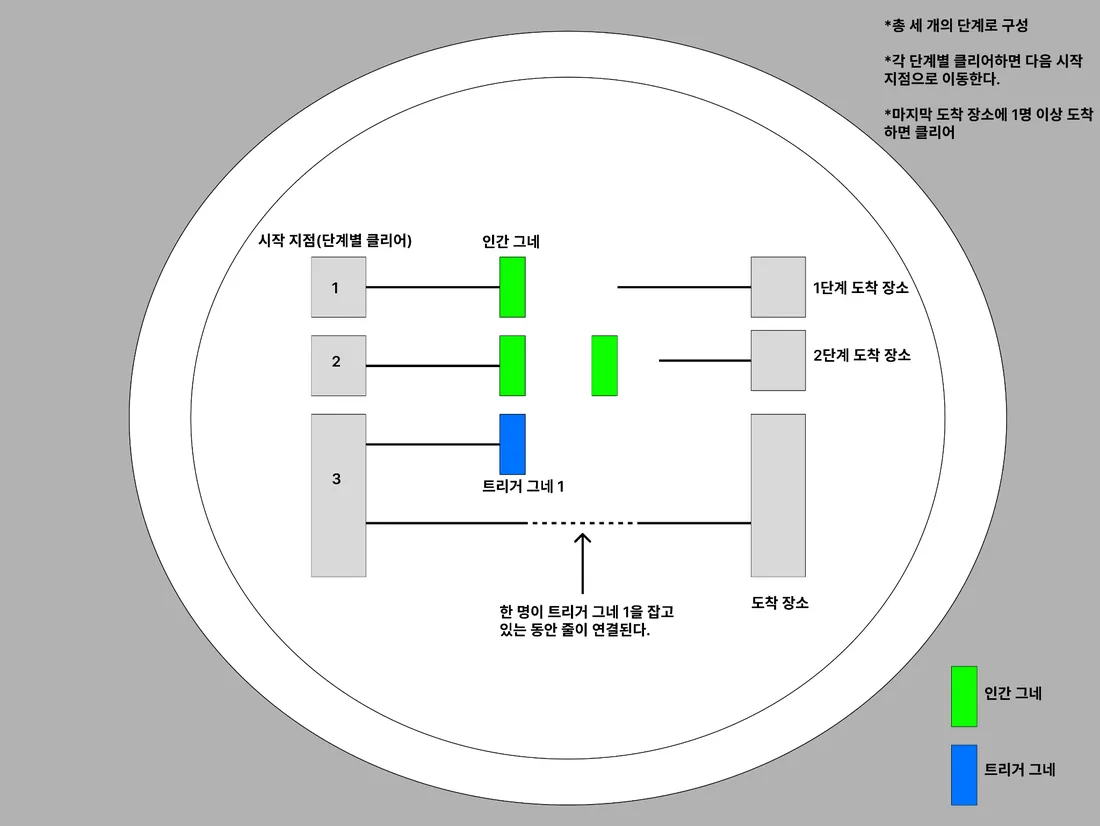 *총 세 개의 단계로 구성
*각 단계별 클리어하면 다음 시작
지점으로 이동한다.
*마지막 도착 장소에 1명 이상 도착
하면 클리어
시작 지점(단계별 클리어)
인간 그네
1
1단계 도착 장소
2
2단계 도착 장소
3
트리거 그네 1
도착 장소
한 명이 트리거 그네 1을 잡고
있는 동안 줄이 연결된다.
인간 그네
트리거 그네